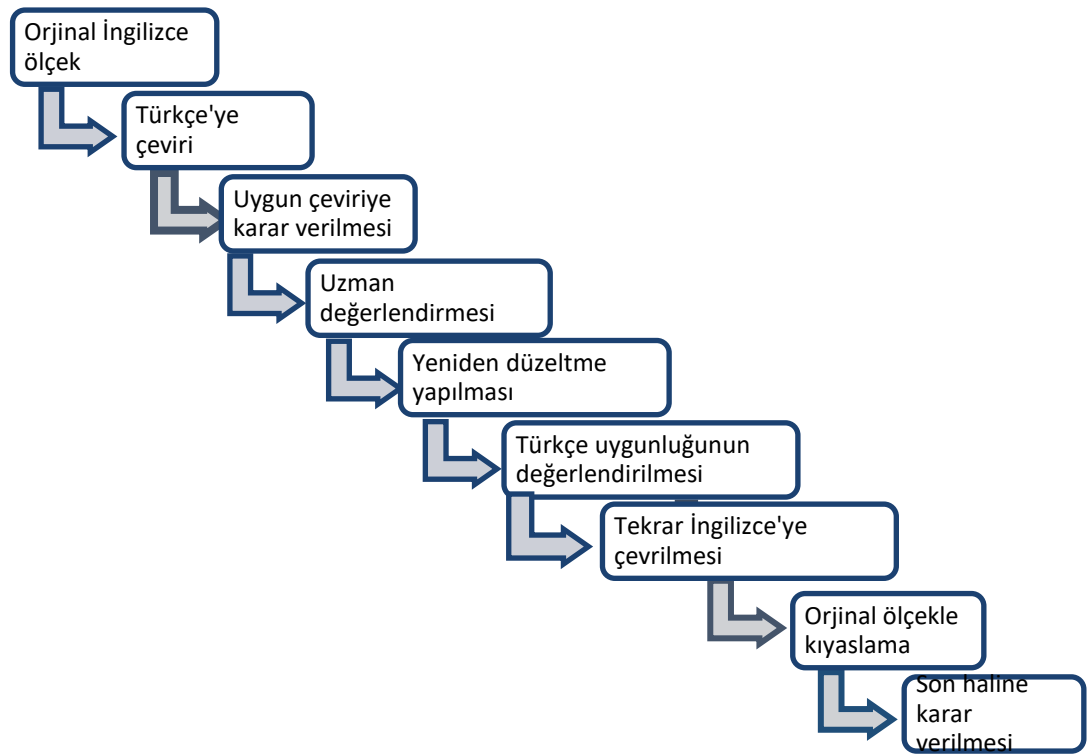 Orjinal İngilizce
ölçek
Türkçe'ye
çeviri
Uygun çeviriye
karar verilmesi
Uzman
değerlendirmesi
Yeniden düzeltme
yapılması
Türkçe uygunluğunun
değerlendirilmesi
Tekrar İngilizce'ye
çevrilmesi
Orjinal ölçekle
kıyaslama
Son haline
karar
verilmesi